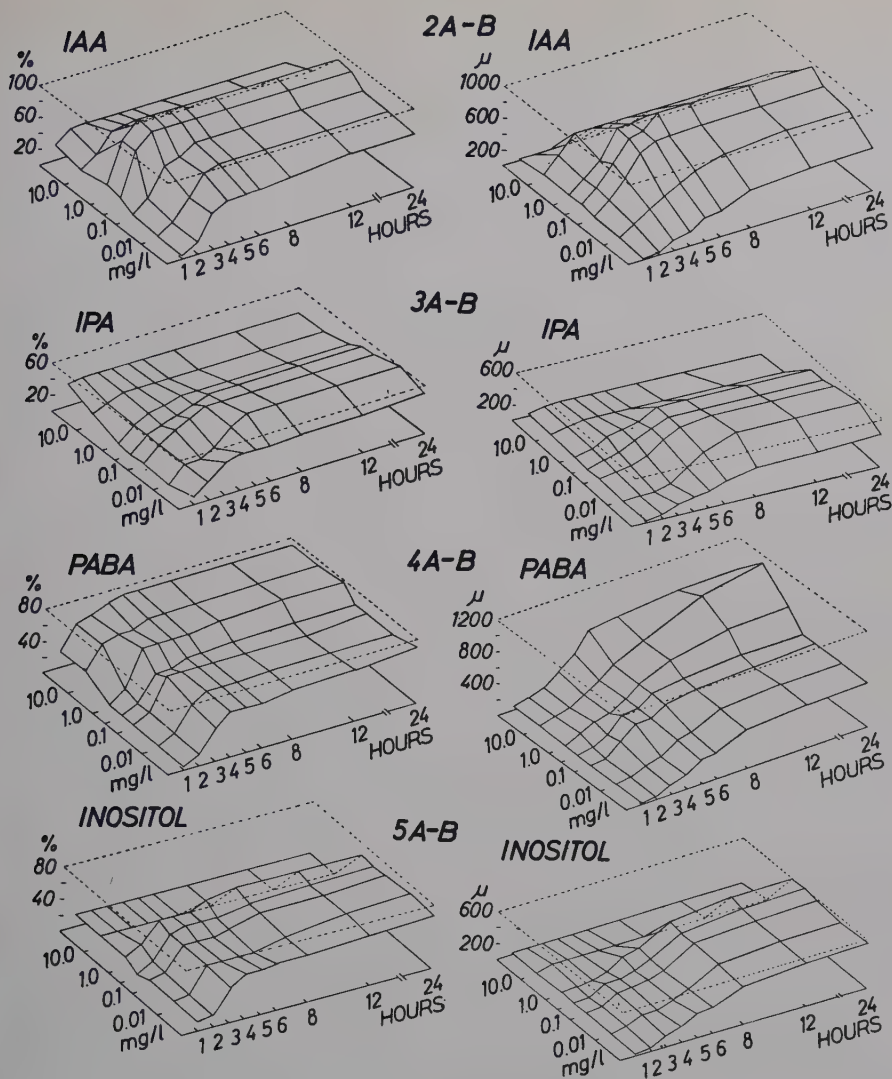 2A-B
IAA
%
100
60
20
10.0
1.0
0.1
0.01
mg/l
1 2 3 4 5 6 8 12 24
HOURS
IAA
μ
1000
600
200
10.0
1.0
0.1
0.01
mg/l
1 2 3 4 5 6 8 12 24
HOURS
3A-B
IPA
%
60
20
10.0
1.0
0.1
0.01
mg/l
1 2 3 4 5 6 8 12 24
HOURS
IPA
μ
600
200
10.0
1.0
0.1
0.01
mg/l
1 2 3 4 5 6 8 12 24
HOURS
4A-B
PABA
%
80
40
10.0
1.0
0.1
0.01
mg/l
1 2 3 4 5 6 8 12 24
HOURS
PABA
μ
1200
800
400
10.0
1.0
0.1
0.01
mg/l
1 2 3 4 5 6 8 12 24
HOURS
5A-B
INOSITOL
%
80
40
10.0
1.0
0.1
0.01
mg/l
1 2 3 4 5 6 8 12 24
HOURS
INOSITOL
μ
600
200
10.0
1.0
0.1
0.01
mg/l
1 2 3 4 5 6 8 12 24
HOURS